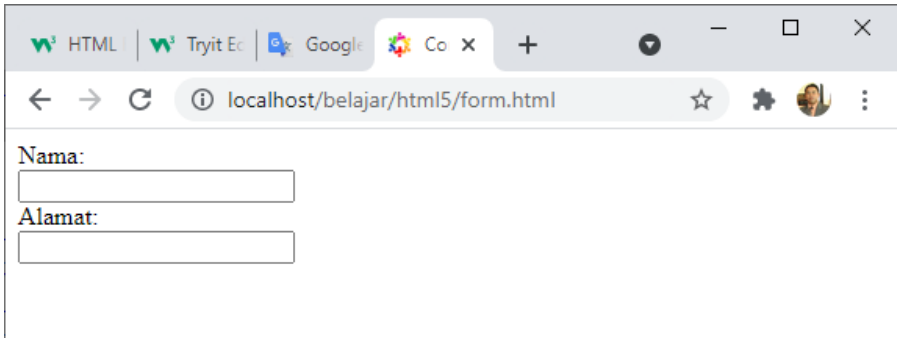 HTML
Tryit Ec
Google
Co
localhost/belajar/html5/form.html
Nama:
Alamat: